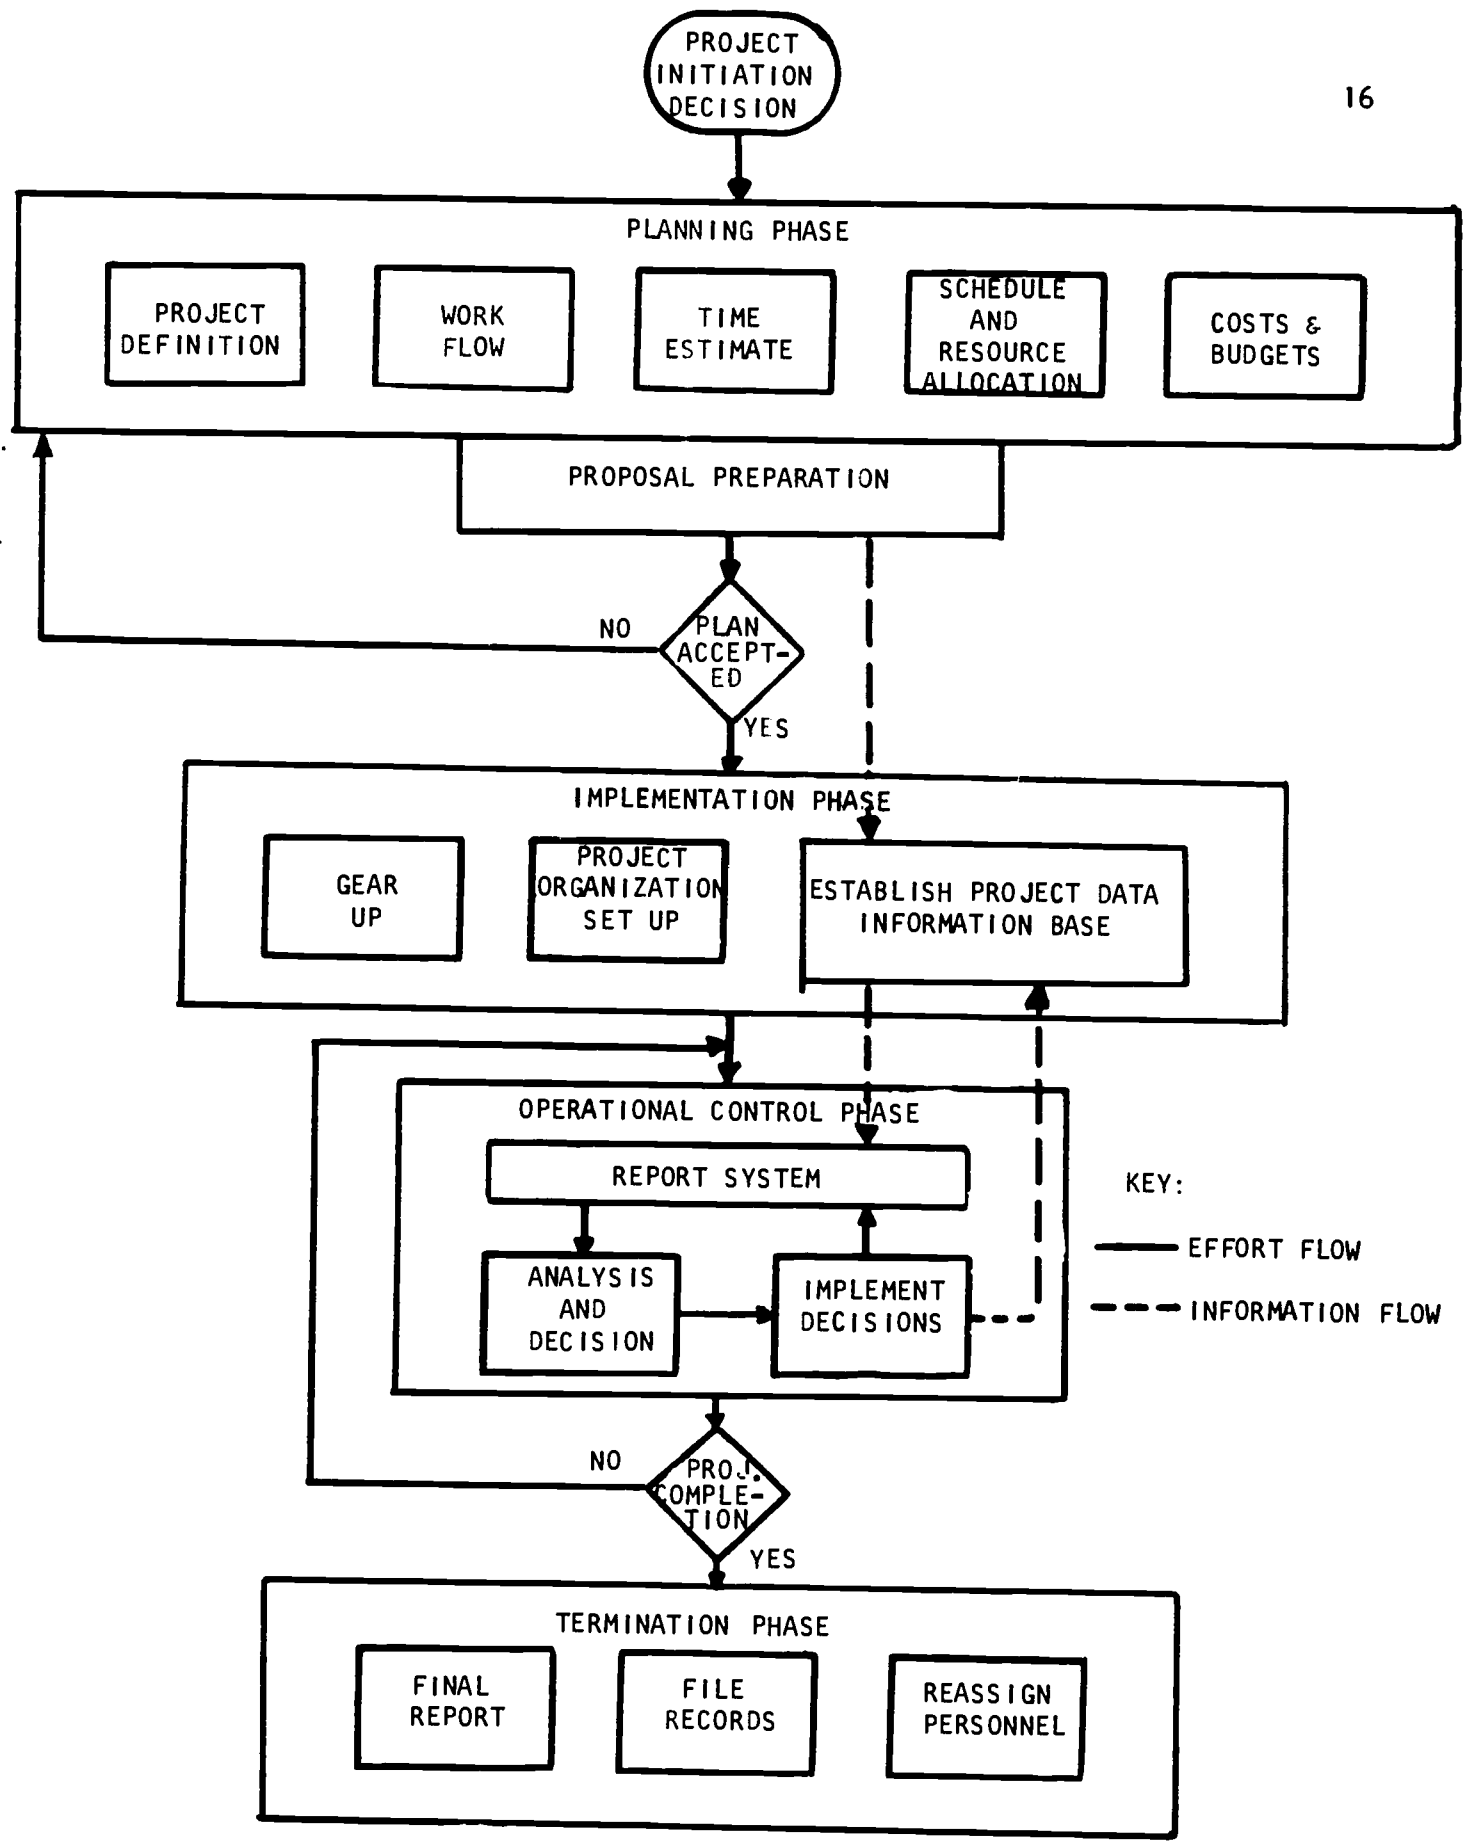 PROJECT
INITIATION
DECISION
16
PLANNING PHASE
PROJECT
DEFINITION
WORK
FLOW
TIME
ESTIMATE
SCHEDULE
AND
RESOURCE
ALLOCATION
COSTS &
BUDGETS
PROPOSAL PREPARATION
NO
PLAN
ACCEPT-
ED
YES
IMPLEMENTATION PHASE
GEAR
UP
PROJECT
ORGANIZATION
SET UP
ESTABLISH PROJECT DATA
INFORMATION BASE
OPERATIONAL CONTROL PHASE
REPORT SYSTEM
ANALYSIS
AND
DECISION
IMPLEMENT
DECISIONS
KEY:
EFFORT FLOW
INFORMATION FLOW
NO
PROJ.
COMPLE-
TION
YES
TERMINATION PHASE
FINAL
REPORT
FILE
RECORDS
REASSIGN
PERSONNEL